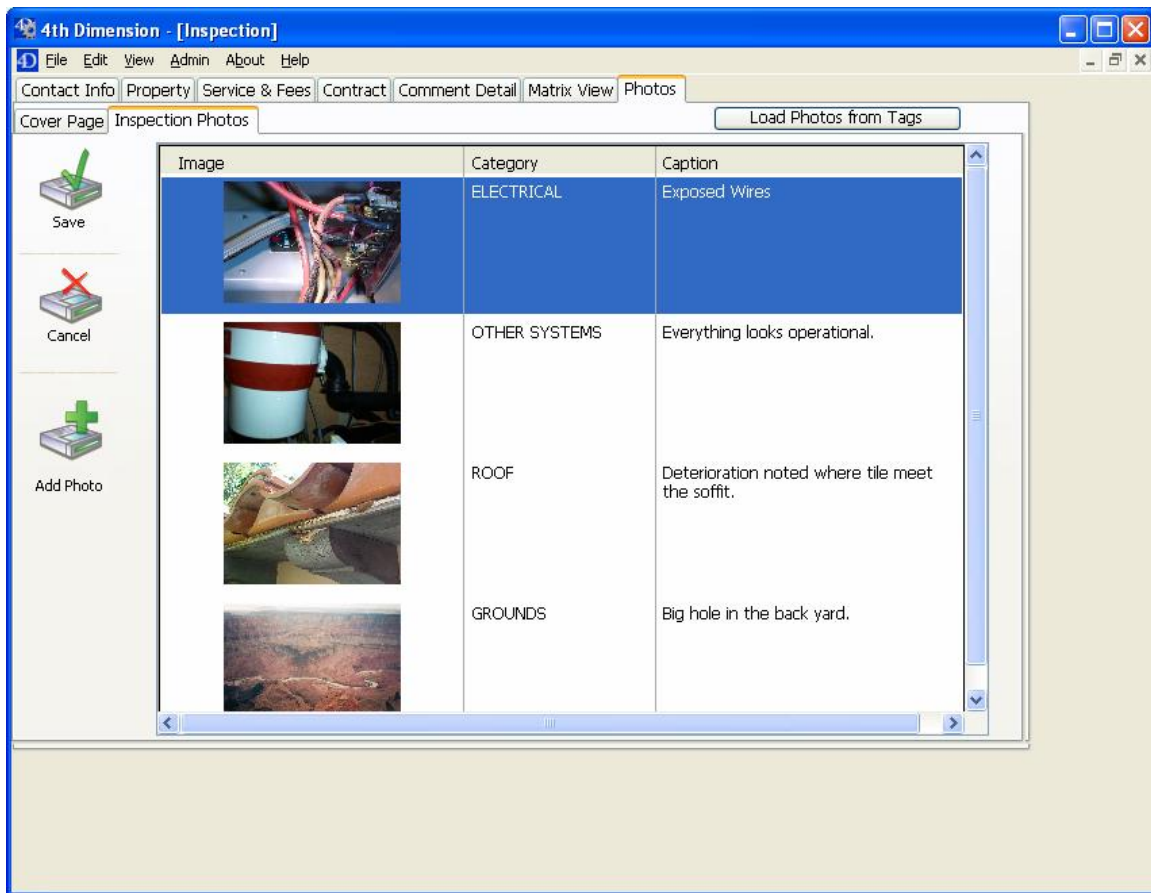 4th Dimension - [Inspection]
4D File Edit View Admin About Help
Contact Info Property Service & Fees Contract Comment Detail Matrix View Photos
Cover Page Inspection Photos Load Photos from Tags
Image Category Caption
Save
ELECTRICAL Exposed Wires
Cancel
OTHER SYSTEMS Everything looks operational.
Add Photo
ROOF Deterioration noted where tile meet
the soffit.
GROUNDS Big hole in the back yard.